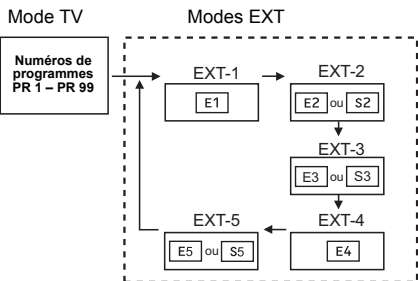 Mode TV
Modes EXT
Numéros de
programmes
PR 1 – PR 99
EXT-1
E1
EXT-2
E2 ou S2
EXT-3
E3 ou S3
EXT-4
E4
EXT-5
E5 ou S5